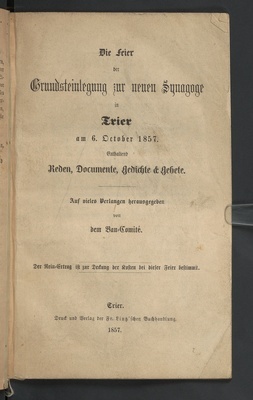 Die Feier
der
Grundsteinlegung zur neuen Synagoge
in
Trier
am 6. October 1857.
Enthaltend
Reden, Documente, Gedichte & Gebete.
Auf vieles Verlangen herausgegeben
von
dem Bau-Comité.
Der Rein-Ertrag ist zur Deckung der Kosten bei dieser Feier bestimmt.
Trier.
Druck und Verlag der Fr. Lintz'schen Buchhandlung.
1857.